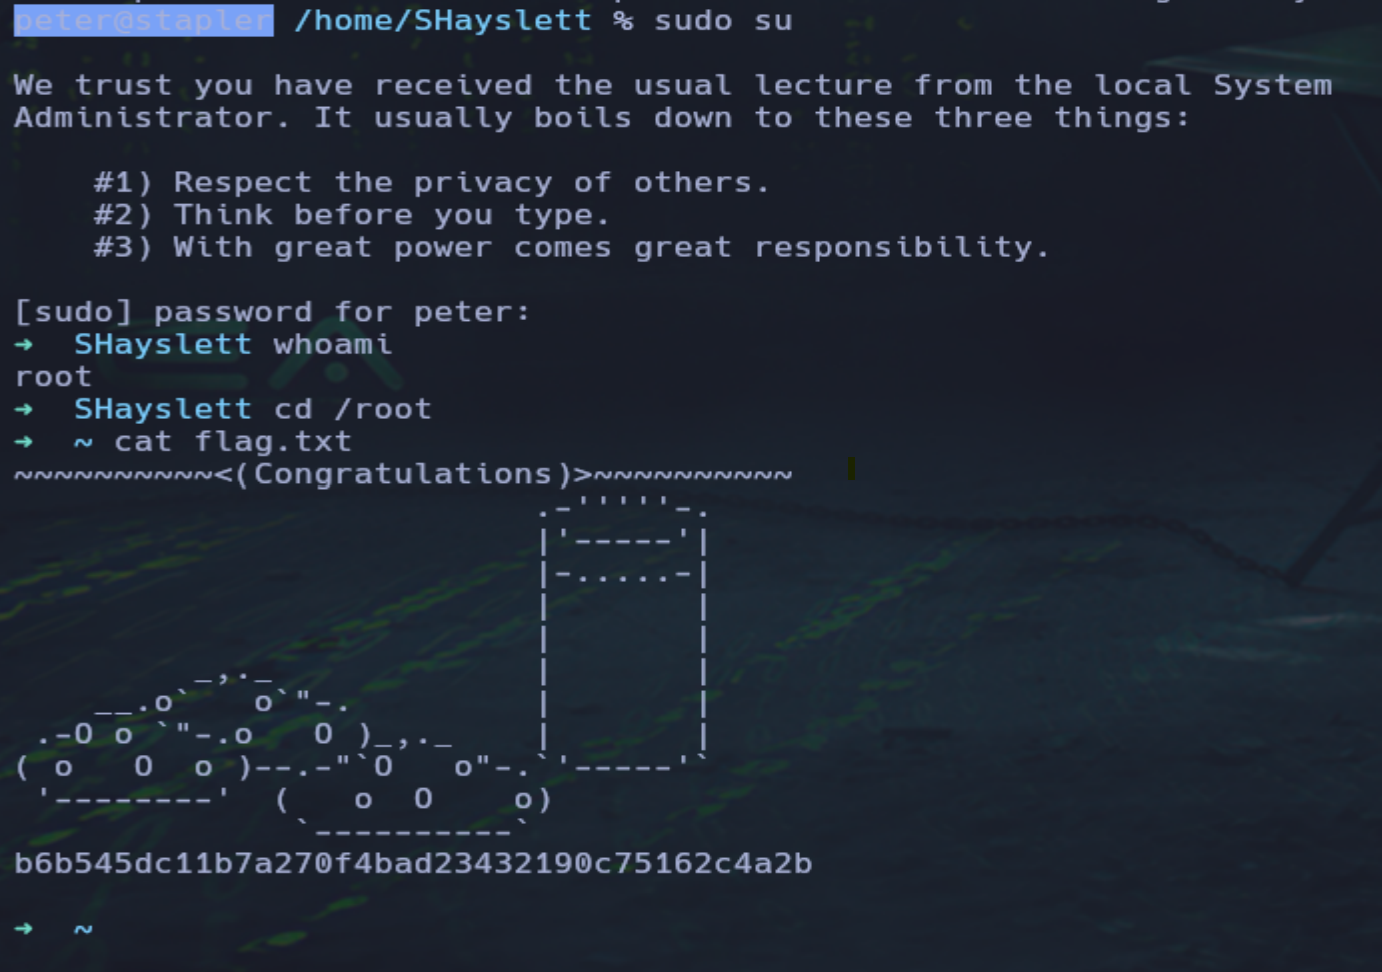 peter@stapler /home/SHayslett % sudo su
We trust you have received the usual lecture from the local System
Administrator. It usually boils down to these three things:
    #1) Respect the privacy of others.
    #2) Think before you type.
    #3) With great power comes great responsibility.
[sudo] password for peter:
→  SHayslett whoami
root
→  SHayslett cd /root
→  ~ cat flag.txt
~~~~~~~~~~<(Congratulations)>~~~~~~~~~~
                          .-'''''-.
                          |'-----'|
                          |-.....-|
                          |       |
                          |       |
         _,._             |       |
    __.o`   o`"-.         |       |
 .-O o `"-.o   O )_,._    |       |
( o   O  o )--.-"`O   o"-.`'-----'`
 '--------'  (   o  O    o)
              `----------`
b6b545dc11b7a270f4bad23432190c75162c4a2b
→  ~